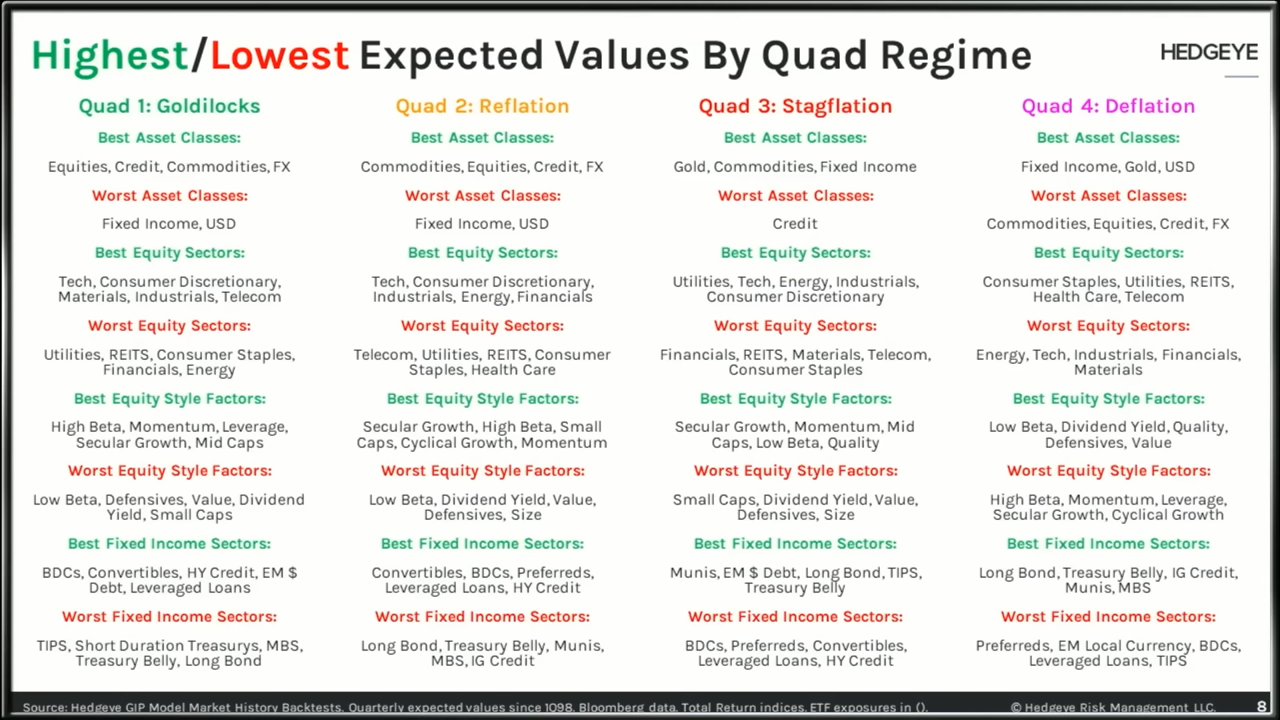 Highest/Lowest Expected Values By Quad Regime
HEDGEYE
Quad 1: Goldilocks
Best Asset Classes:
Equities, Credit, Commodities, FX
Worst Asset Classes:
Fixed Income, USD
Best Equity Sectors:
Tech, Consumer Discretionary,
Materials, Industrials, Telecom
Worst Equity Sectors:
Utilities, REITS, Consumer Staples,
Financials, Energy
Best Equity Style Factors:
High Beta, Momentum, Leverage,
Secular Growth, Mid Caps
Worst Equity Style Factors:
Low Beta, Defensives, Value, Dividend
Yield, Small Caps
Best Fixed Income Sectors:
BDCs, Convertibles, HY Credit, EM $
Debt, Leveraged Loans
Worst Fixed Income Sectors:
TIPS, Short Duration Treasurys, MBS,
Treasury Belly, Long Bond
Quad 2: Reflation
Best Asset Classes:
Commodities, Equities, Credit, FX
Worst Asset Classes:
Fixed Income, USD
Best Equity Sectors:
Tech, Consumer Discretionary,
Industrials, Energy, Financials
Worst Equity Sectors:
Telecom, Utilities, REITS, Consumer
Staples, Health Care
Best Equity Style Factors:
Secular Growth, High Beta, Small
Caps, Cyclical Growth, Momentum
Worst Equity Style Factors:
Low Beta, Dividend Yield, Value,
Defensives, Size
Best Fixed Income Sectors:
Convertibles, BDCs, Preferreds,
Leveraged Loans, HY Credit
Worst Fixed Income Sectors:
Long Bond, Treasury Belly, Munis,
MBS, IG Credit
Quad 3: Stagflation
Best Asset Classes:
Gold, Commodities, Fixed Income
Worst Asset Classes:
Credit
Best Equity Sectors:
Utilities, Tech, Energy, Industrials,
Consumer Discretionary
Worst Equity Sectors:
Financials, REITS, Materials, Telecom,
Consumer Staples
Best Equity Style Factors:
Secular Growth, Momentum, Mid
Caps, Low Beta, Quality
Worst Equity Style Factors:
Small Caps, Dividend Yield, Value,
Defensives, Size
Best Fixed Income Sectors:
Munis, EM $ Debt, Long Bond, TIPS,
Treasury Belly
Worst Fixed Income Sectors:
BDCs, Preferreds, Convertibles,
Leveraged Loans, HY Credit
Quad 4: Deflation
Best Asset Classes:
Fixed Income, Gold, USD
Worst Asset Classes:
Commodities, Equities, Credit, FX
Best Equity Sectors:
Consumer Staples, Utilities, REITS,
Health Care, Telecom
Worst Equity Sectors:
Energy, Tech, Industrials, Financials,
Materials
Best Equity Style Factors:
Low Beta, Dividend Yield, Quality,
Defensives, Value
Worst Equity Style Factors:
High Beta, Momentum, Leverage,
Secular Growth, Cyclical Growth
Best Fixed Income Sectors:
Long Bond, Treasury Belly, IG Credit,
Munis, MBS
Worst Fixed Income Sectors:
Preferreds, EM Local Currency, BDCs,
Leveraged Loans, TIPS
Source: Hedgeye GIP Model Market History Backtests. Quarterly expected values since 1098. Bloomberg data. Total Return indices. ETF exposures in ().
© Hedgeye Risk Management LLC.
8